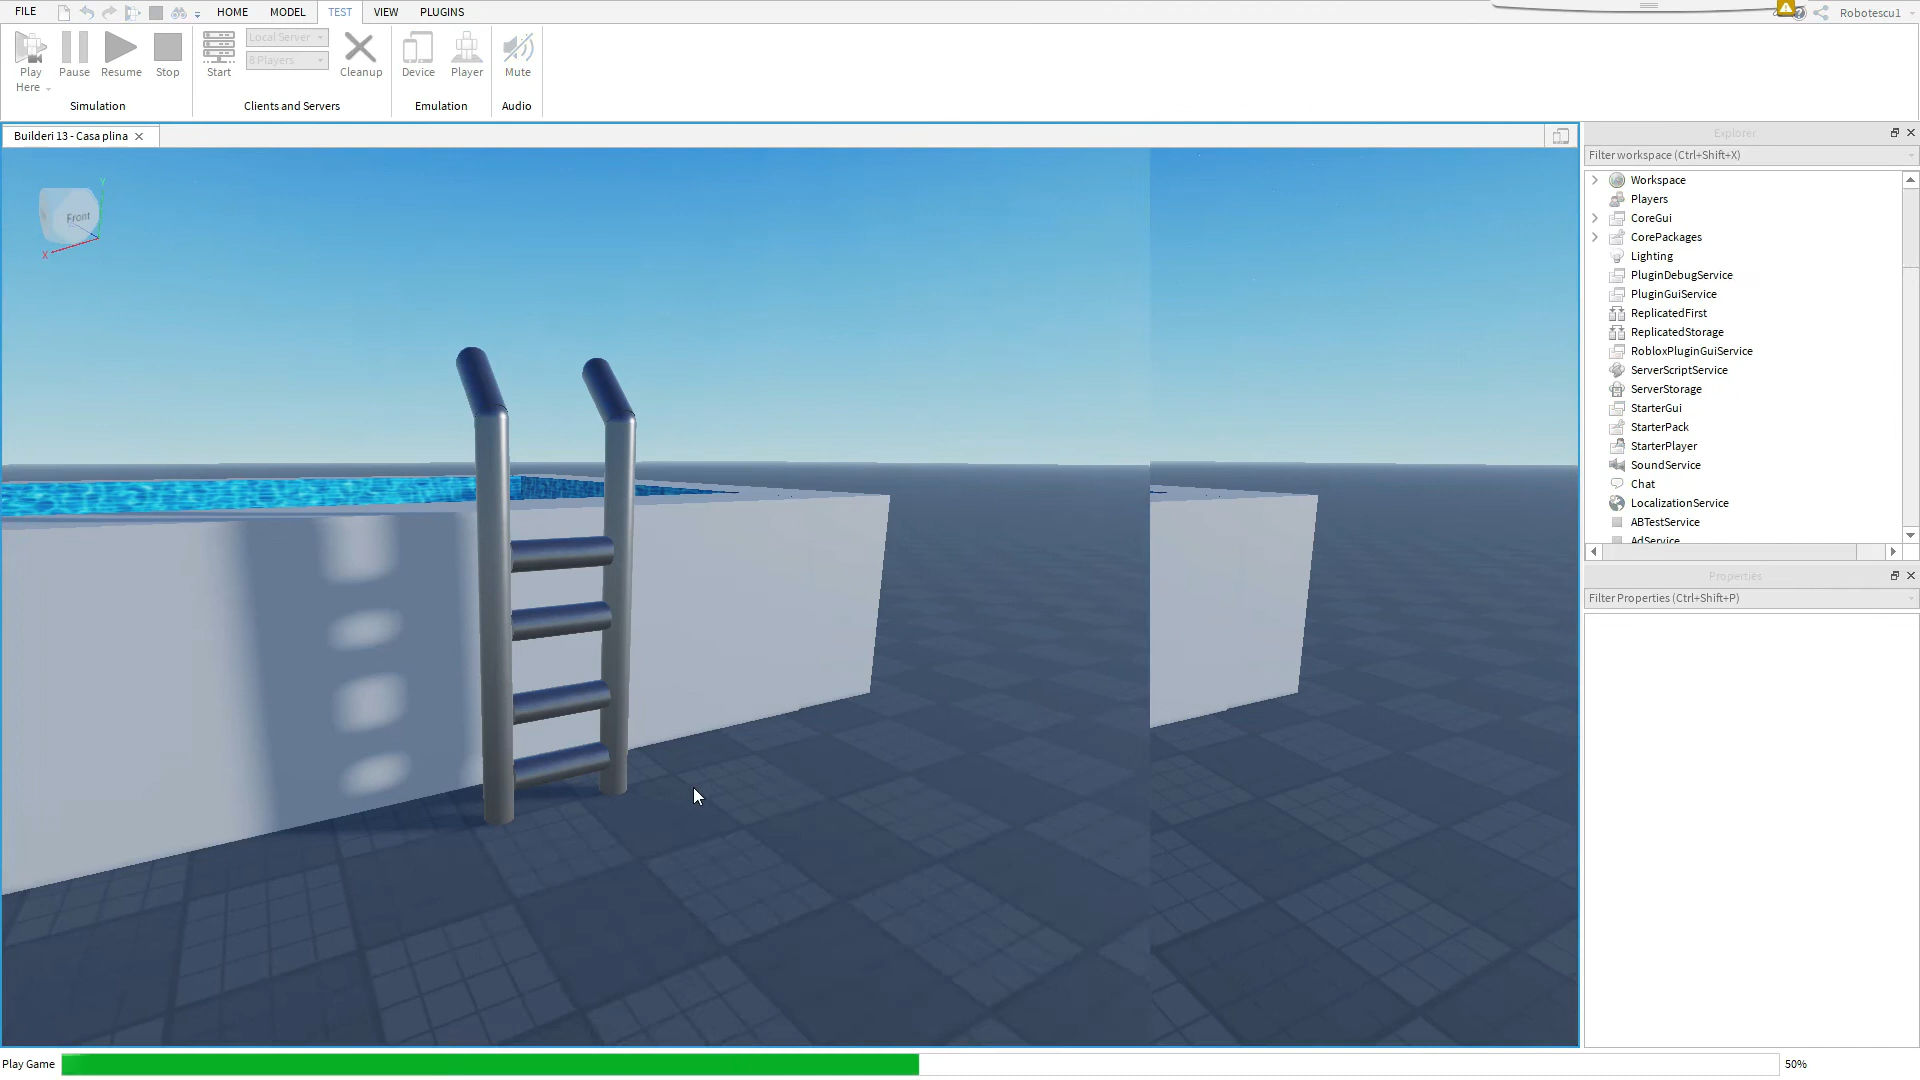 FILE HOME MODEL TEST VIEW PLUGINS Robotescu1
Play Here Pause Resume Stop
Simulation
Start Local Server
8 Players
Cleanup
Clients and Servers
Device Player
Emulation
Mute
Audio
Builderi 13 - Casa plina
Front
Y
X
Explorer
Filter workspace (Ctrl+Shift+X)
Workspace
Players
CoreGui
CorePackages
Lighting
PluginDebugService
PluginGuiService
ReplicatedFirst
ReplicatedStorage
RobloxPluginGuiService
ServerScriptService
ServerStorage
StarterGui
StarterPack
StarterPlayer
SoundService
Chat
LocalizationService
ABTestService
AdService
Properties
Filter Properties (Ctrl+Shift+P)
Play Game 50%